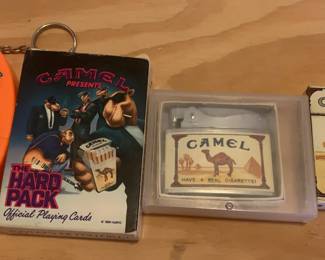 CAMEL
PRESENTS
THE
HARD
PACK
Official Playing Cards
CAMEL
HAVE A REAL CIGARETTE!